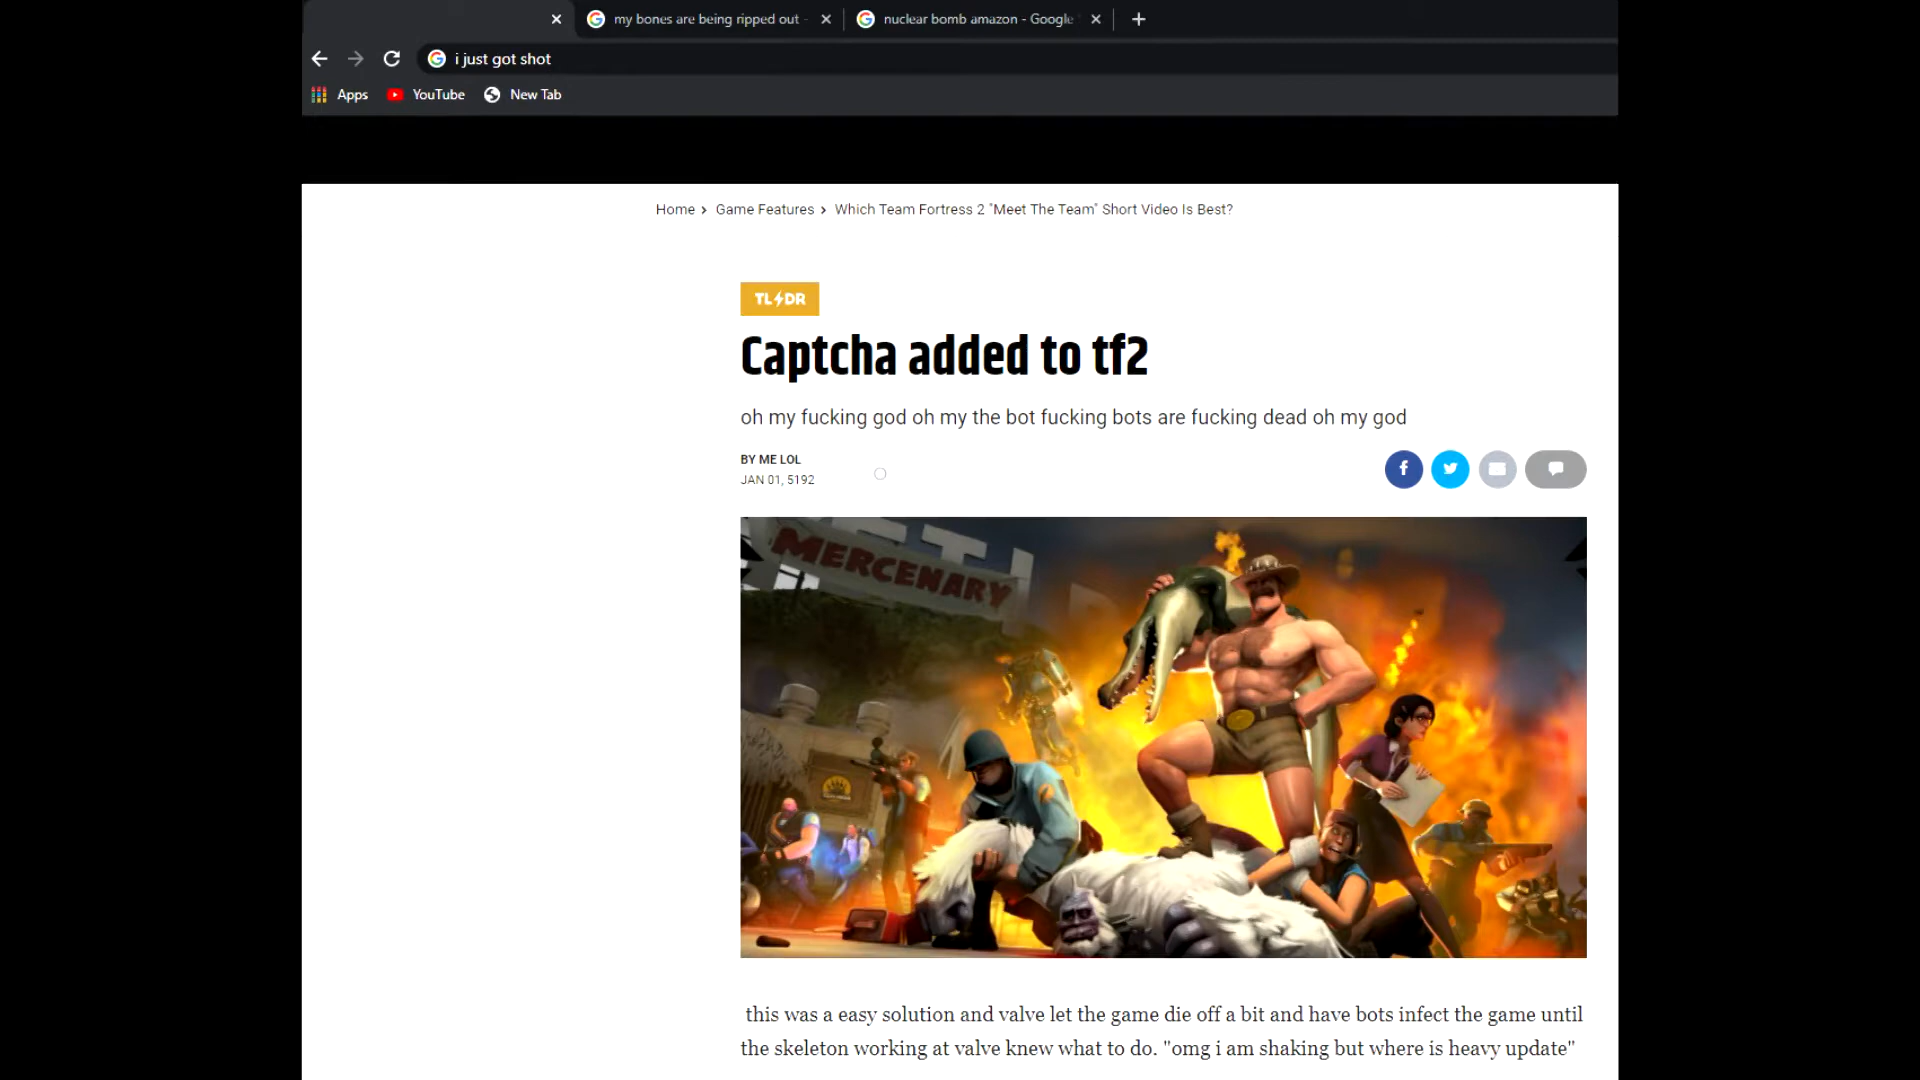 my bones are being ripped out -
nuclear bomb amazon - Google
i just got shot
Apps
YouTube
New Tab
Home › Game Features › Which Team Fortress 2 "Meet The Team" Short Video Is Best?
TL DR
Captcha added to tf2
oh my fucking god oh my the bot fucking bots are fucking dead oh my god
BY ME LOL
JAN 01, 5192
MERCENARY
this was a easy solution and valve let the game die off a bit and have bots infect the game until
the skeleton working at valve knew what to do. "omg i am shaking but where is heavy update"